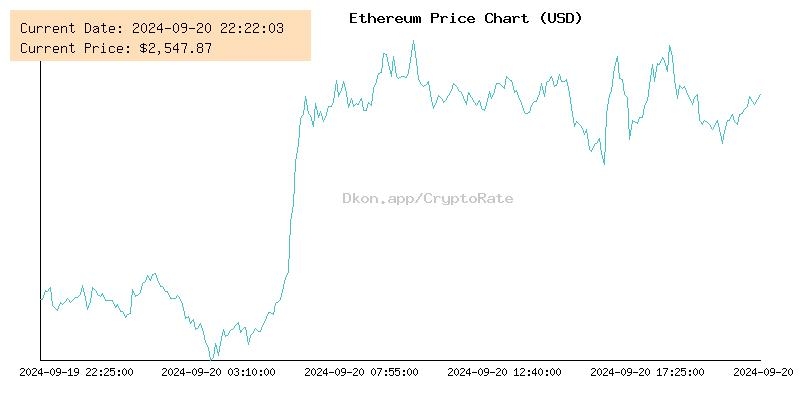 Ethereum Price Chart (USD)
Current Date: 2024-09-20 22:22:03
Current Price: $2,547.87
Dkon.app/CryptoRate
2024-09-19 22:25:00 2024-09-20 03:10:00 2024-09-20 07:55:00 2024-09-20 12:40:00 2024-09-20 17:25:00 2024-09-20